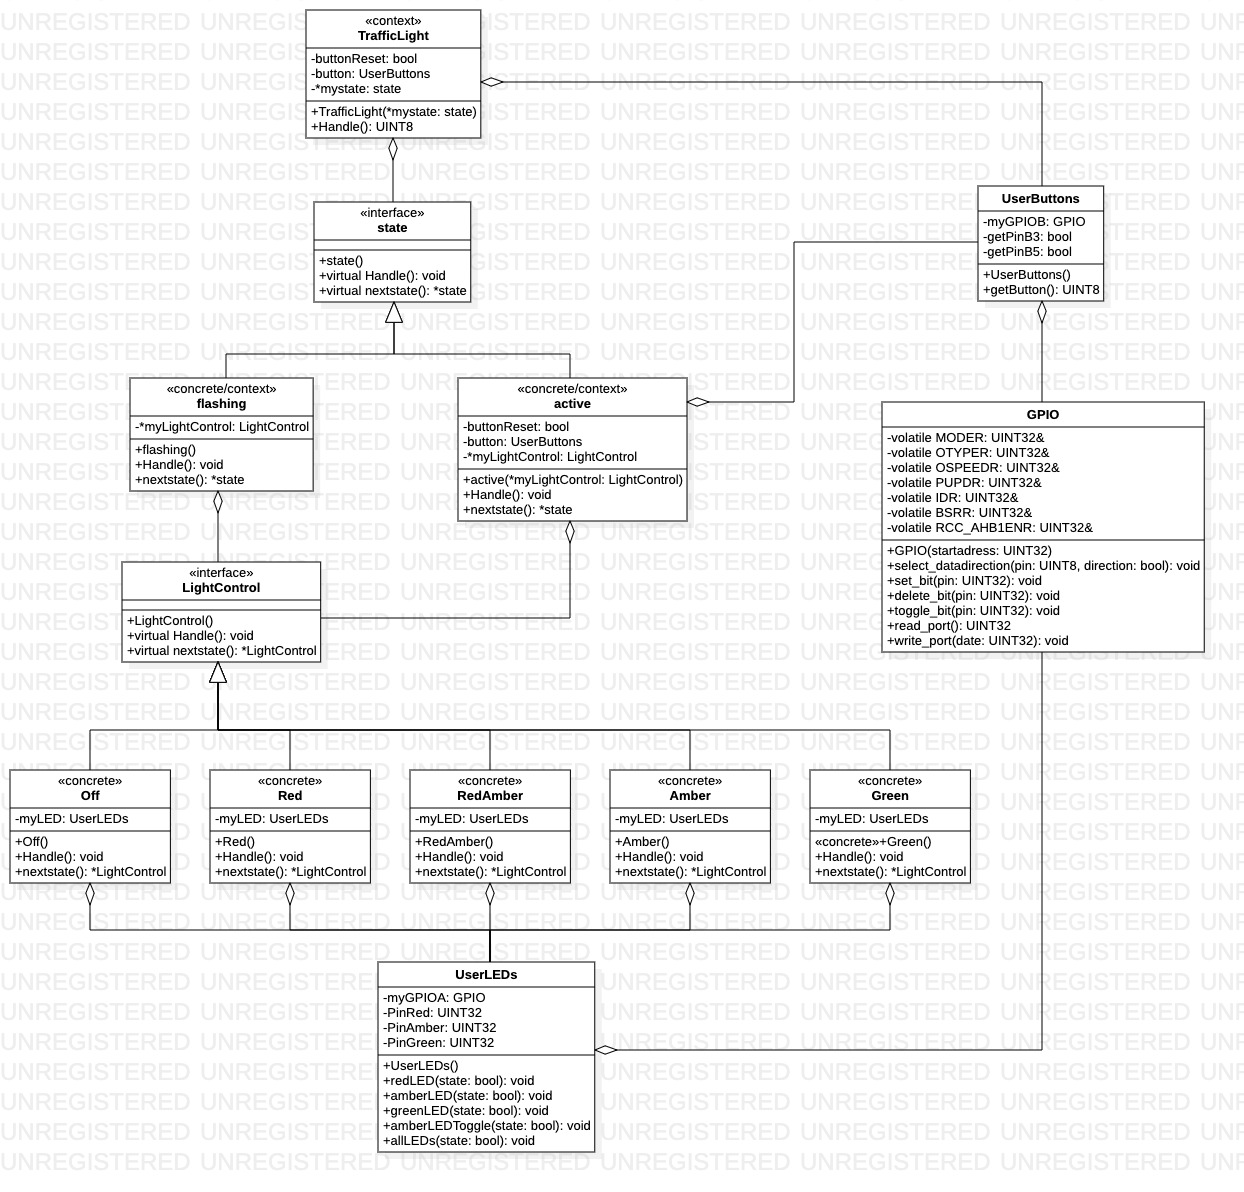 «context»
TrafficLight
-buttonReset: bool
-button: UserButtons
-*mystate: state
+TrafficLight(*mystate: state)
+Handle(): UINT8
«interface»
state
+state()
+virtual Handle(): void
+virtual nextstate(): *state
UserButtons
-myGPIOB: GPIO
-getPinB3: bool
-getPinB5: bool
+UserButtons()
+getButton(): UINT8
«concrete/context»
flashing
-*myLightControl: LightControl
+flashing()
+Handle(): void
+nextstate(): *state
«concrete/context»
active
-buttonReset: bool
-button: UserButtons
-*myLightControl: LightControl
+active(*myLightControl: LightControl)
+Handle(): void
+nextstate(): *state
GPIO
-volatile MODER: UINT32&
-volatile OTYPER: UINT32&
-volatile OSPEEDR: UINT32&
-volatile PUPDR: UINT32&
-volatile IDR: UINT32&
-volatile BSRR: UINT32&
-volatile RCC_AHB1ENR: UINT32&
+GPIO(startadress: UINT32)
+select_datadirection(pin: UINT8, direction: bool): void
+set_bit(pin: UINT32): void
+delete_bit(pin: UINT32): void
+toggle_bit(pin: UINT32): void
+read_port(): UINT32
+write_port(date: UINT32): void
«interface»
LightControl
+LightControl()
+virtual Handle(): void
+virtual nextstate(): *LightControl
«concrete»
Off
-myLED: UserLEDs
+Off()
+Handle(): void
+nextstate(): *LightControl
«concrete»
Red
-myLED: UserLEDs
+Red()
+Handle(): void
+nextstate(): *LightControl
«concrete»
RedAmber
-myLED: UserLEDs
+RedAmber()
+Handle(): void
+nextstate(): *LightControl
«concrete»
Amber
-myLED: UserLEDs
+Amber()
+Handle(): void
+nextstate(): *LightControl
«concrete»
Green
-myLED: UserLEDs
«concrete»+Green()
+Handle(): void
+nextstate(): *LightControl
UserLEDs
-myGPIOA: GPIO
-PinRed: UINT32
-PinAmber: UINT32
-PinGreen: UINT32
+UserLEDs()
+redLED(state: bool): void
+amberLED(state: bool): void
+greenLED(state: bool): void
+amberLEDToggle(state: bool): void
+allLEDs(state: bool): void
UNREGISTERED